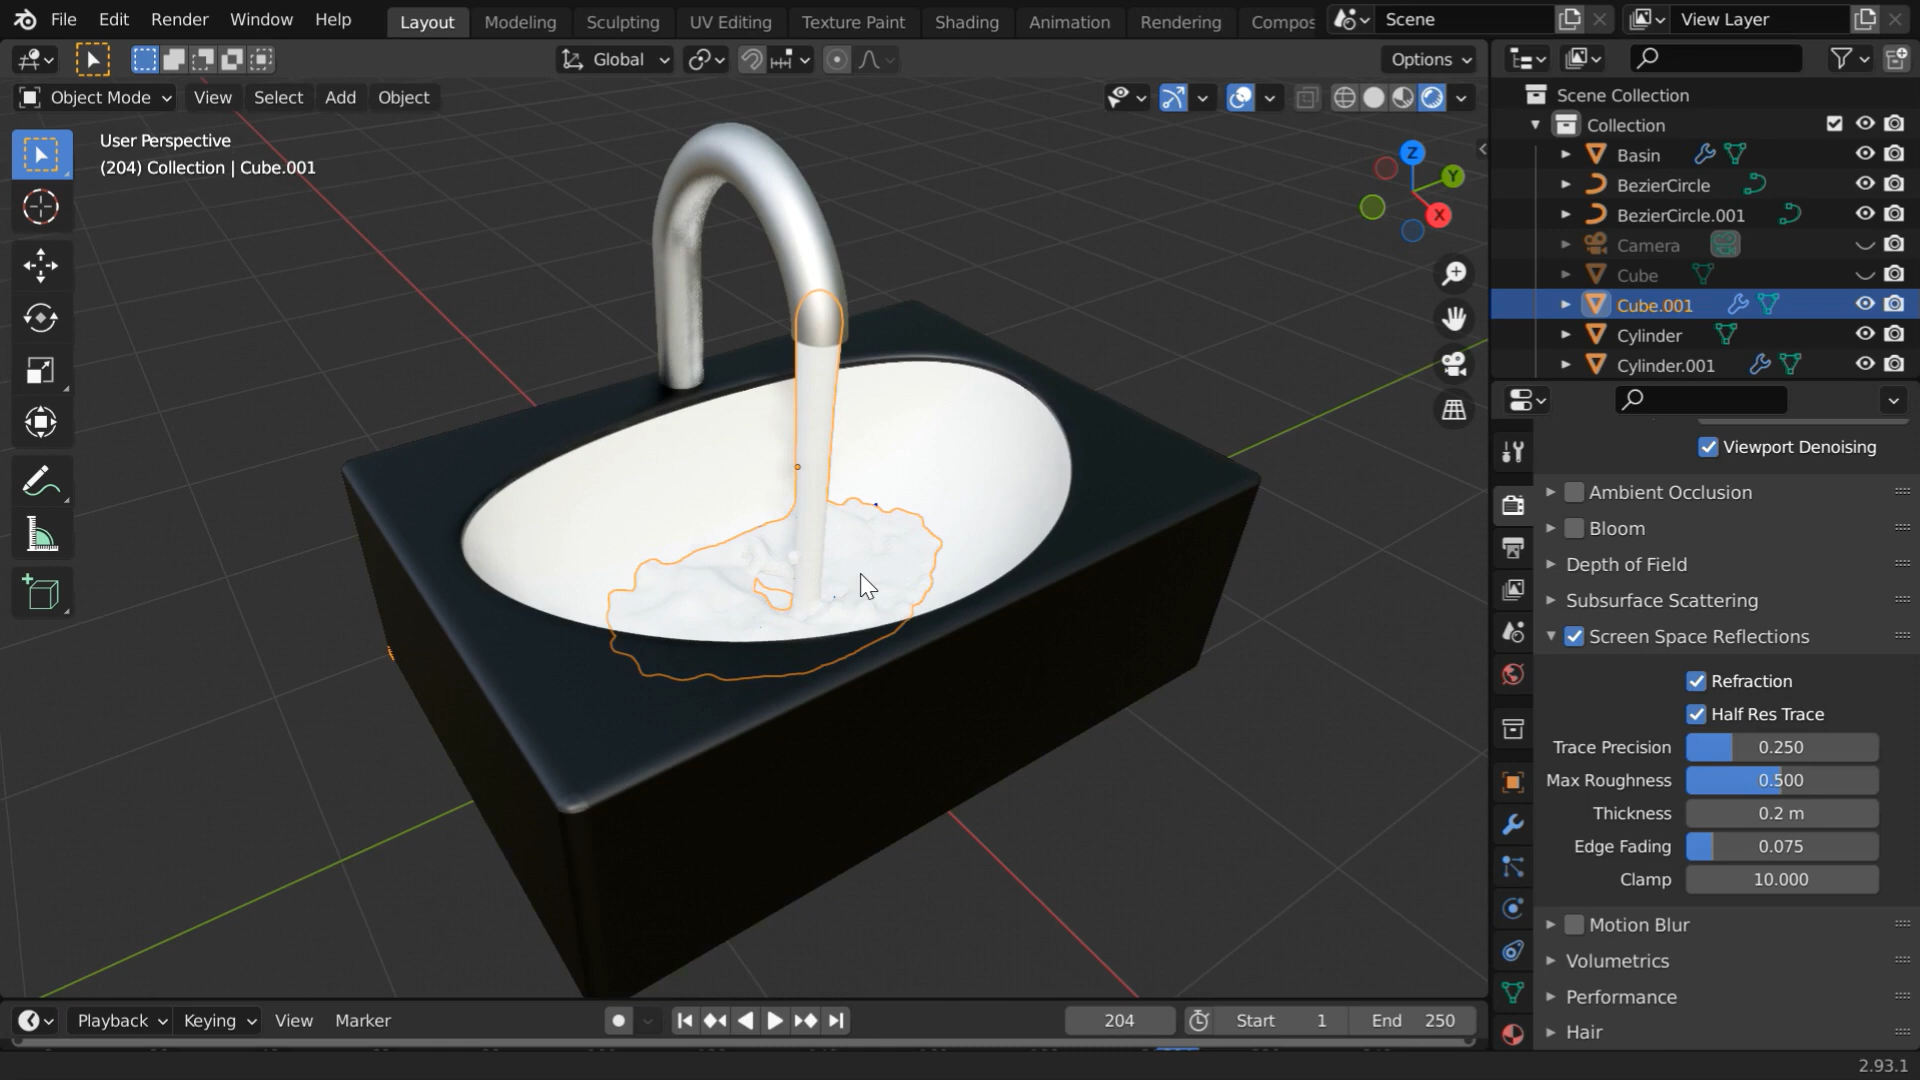 File Edit Render Window Help
Layout Modeling Sculpting UV Editing Texture Paint Shading Animation Rendering Compos
Scene View Layer
Global
Options
Object Mode View Select Add Object
User Perspective
(204) Collection | Cube.001
Z
Y
X
Scene Collection
Collection
Basin
BezierCircle
BezierCircle.001
Camera
Cube
Cube.001
Cylinder
Cylinder.001
Viewport Denoising
Ambient Occlusion
Bloom
Depth of Field
Subsurface Scattering
Screen Space Reflections
Refraction
Half Res Trace
Trace Precision 0.250
Max Roughness 0.500
Thickness 0.2 m
Edge Fading 0.075
Clamp 10.000
Motion Blur
Volumetrics
Performance
Hair
Playback Keying View Marker
204 Start 1 End 250
2.93.1